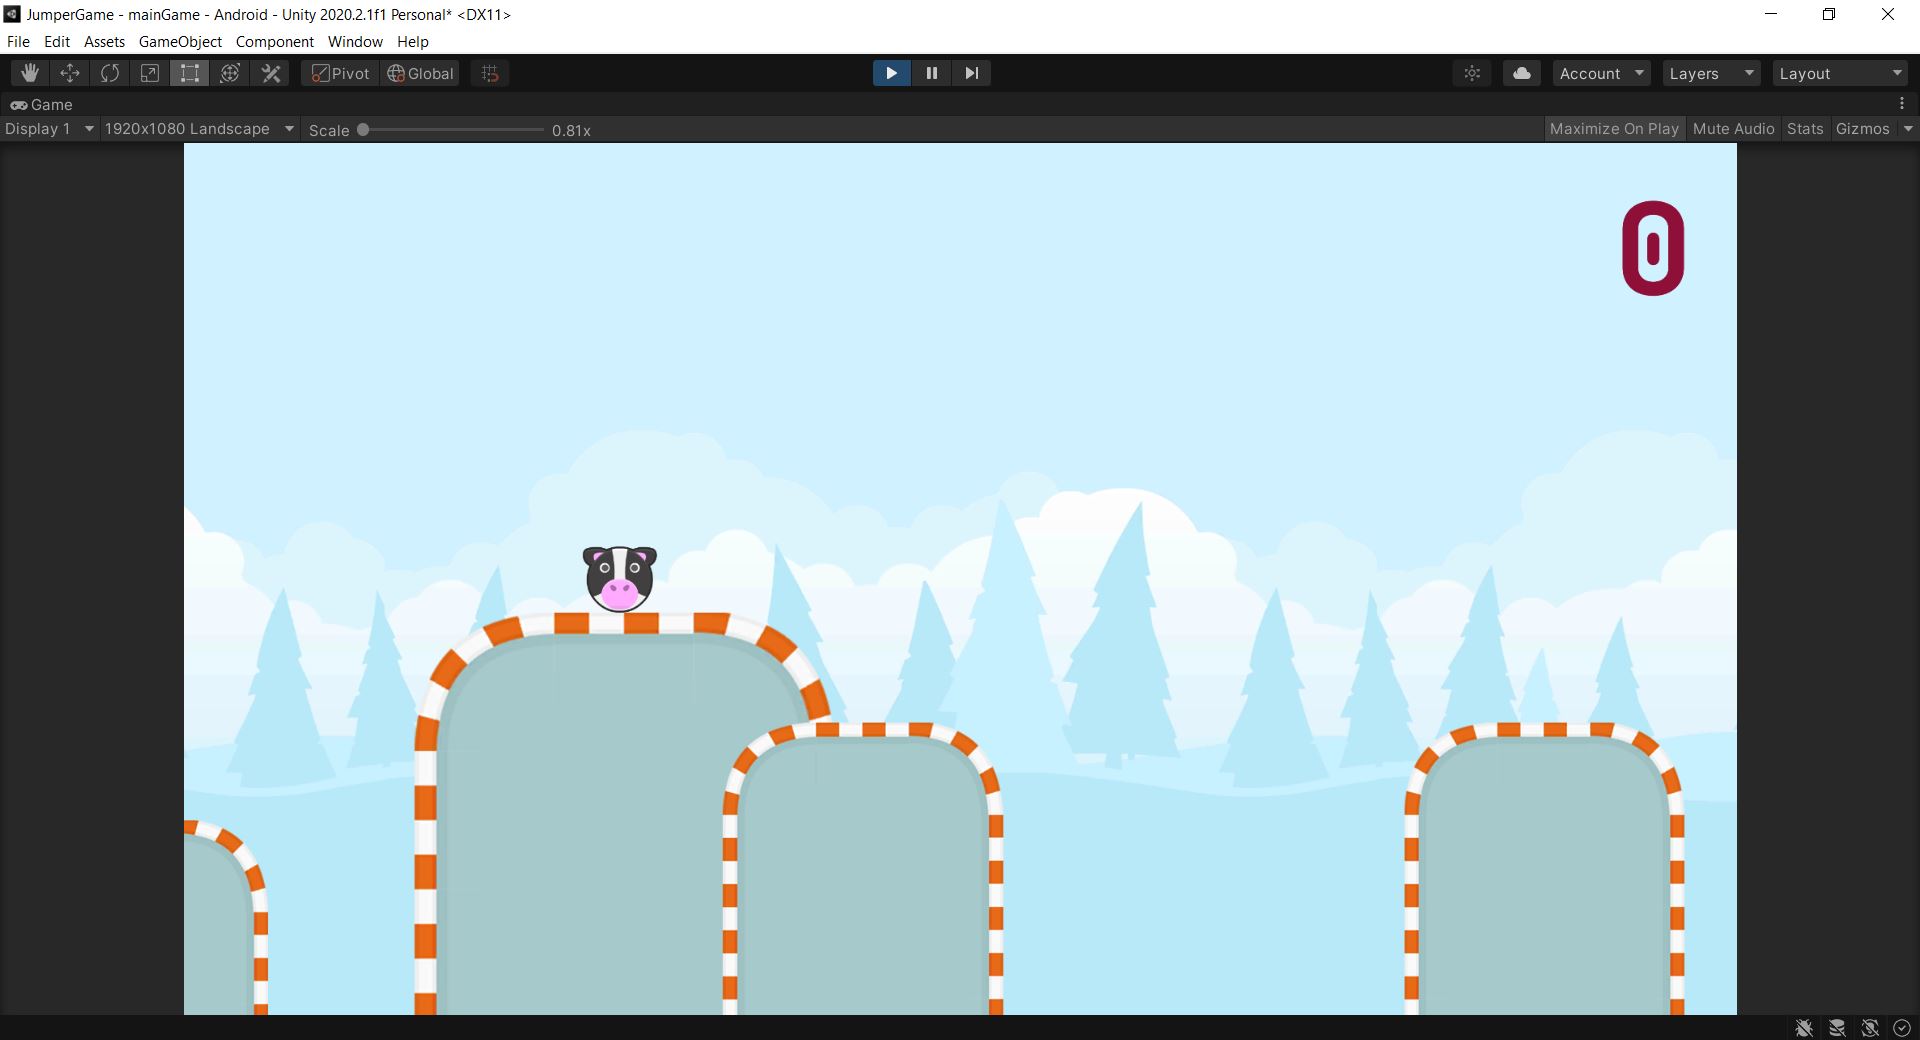 JumperGame - mainGame - Android - Unity 2020.2.1f1 Personal* <DX11>
File Edit Assets GameObject Component Window Help
Pivot Global Account Layers Layout
Game
Display 1 1920x1080 Landscape Scale 0.81x Maximize On Play Mute Audio Stats Gizmos
0